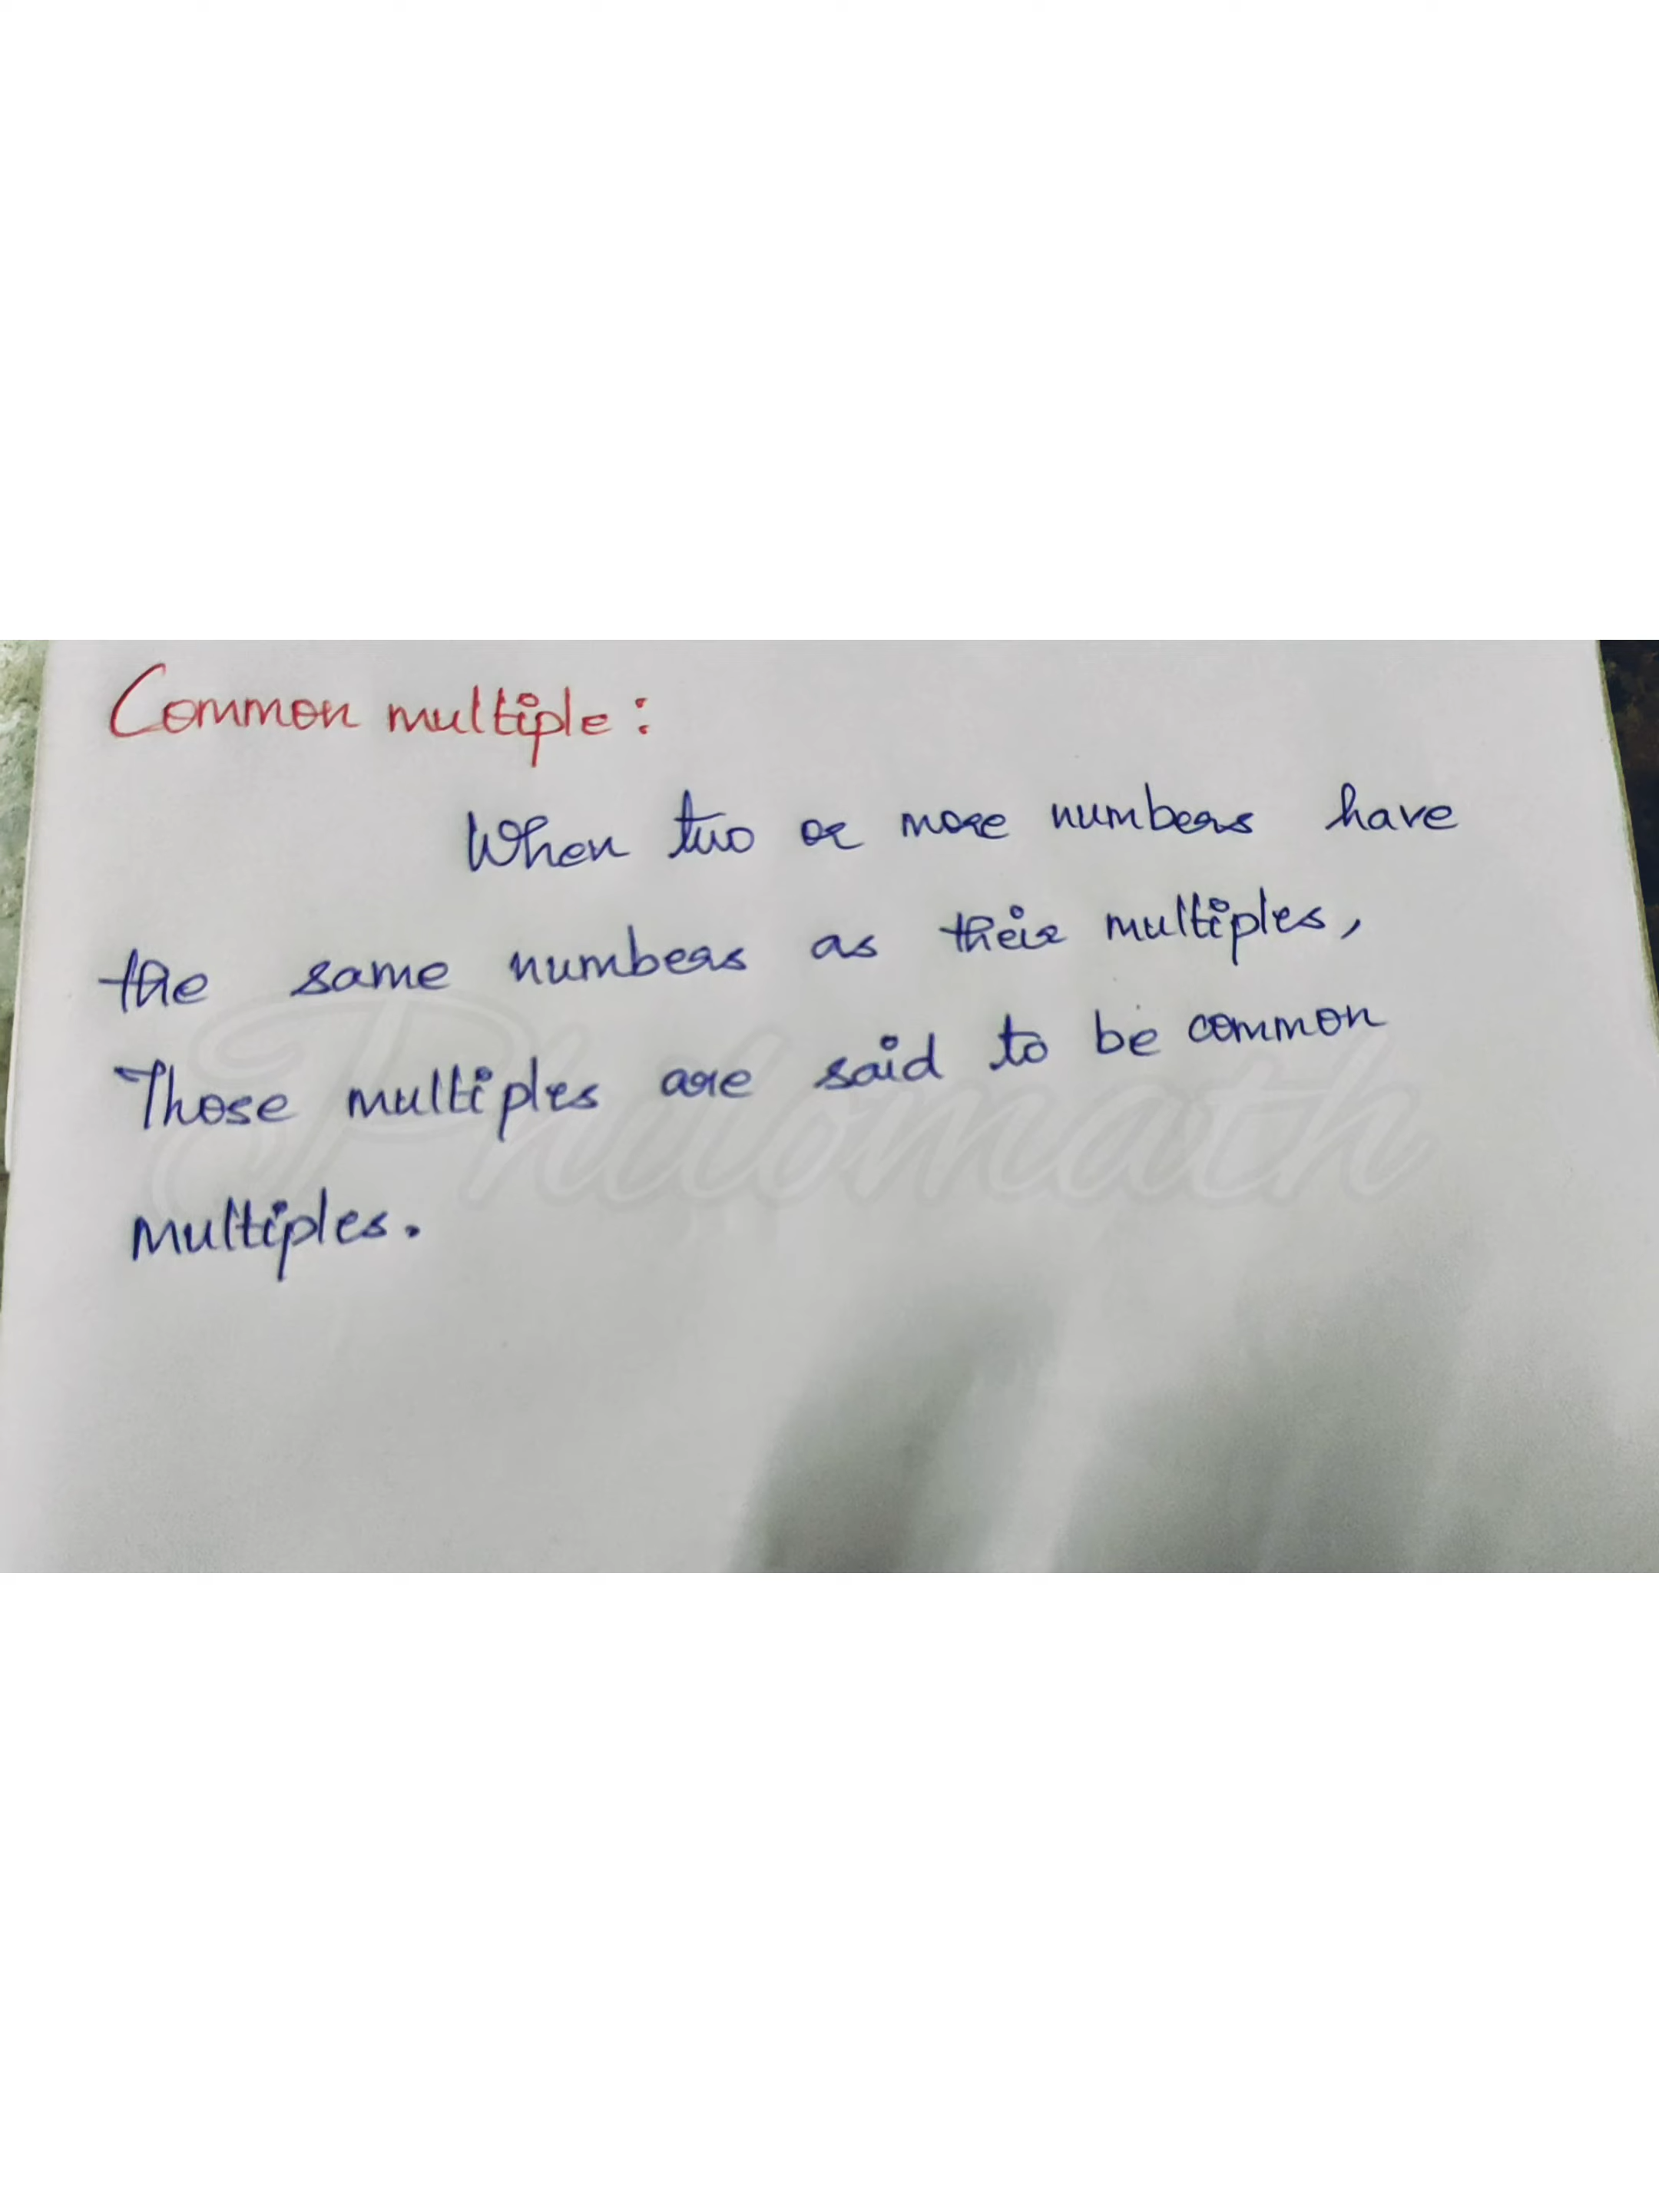 Common multiple:
When two or more numbers have
the same numbers as their multiples,
Those multiples are said to be common
multiples.
Philomath